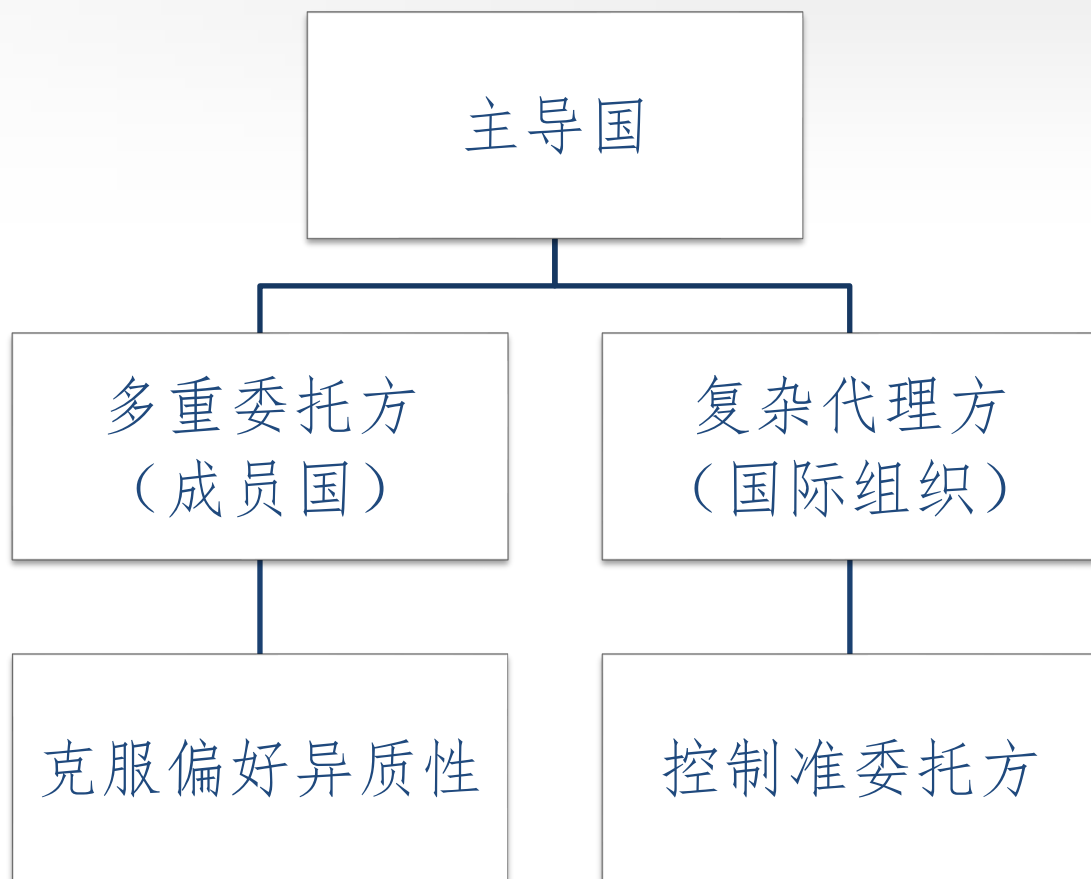 主导国
多重委托方
（成员国）
复杂代理方
（国际组织）
克服偏好异质性
控制准委托方